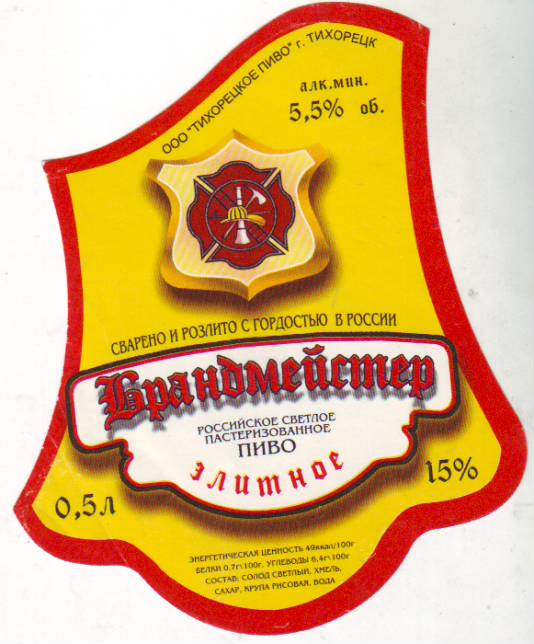 ООО "ТИХОРЕЦКОЕ ПИВО" г. ТИХОРЕЦК
алк.мин.
5,5% об.
СВАРЕНО И РОЗЛИТО С ГОРДОСТЬЮ В РОССИИ
Брандмейстер
РОССИЙСКОЕ СВЕТЛОЕ
ПАСТЕРИЗОВАННОЕ
ПИВО
элитное
0,5л
15%
ЭНЕРГЕТИЧЕСКАЯ ЦЕННОСТЬ 49ккал/100г
БЕЛКИ 0,7г\100г, УГЛЕВОДЫ 6,4г\100г
СОСТАВ: СОЛОД СВЕТЛЫЙ, ХМЕЛЬ,
САХАР, КРУПА РИСОВАЯ, ВОДА